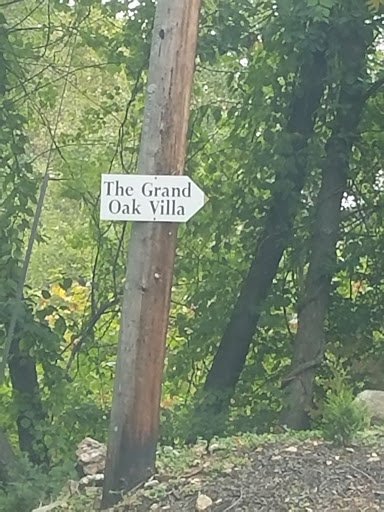 The Grand
Oak Villa